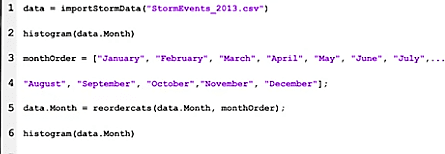 1 data = importStormData("StormEvents_2013.csv")
2 histogram(data.Month)
3 monthOrder = ["January", "February", "March", "April", "May", "June", "July",...
4 "August", "September", "October","November", "December"];
5 data.Month = reordercats(data.Month, monthOrder);
6 histogram(data.Month)